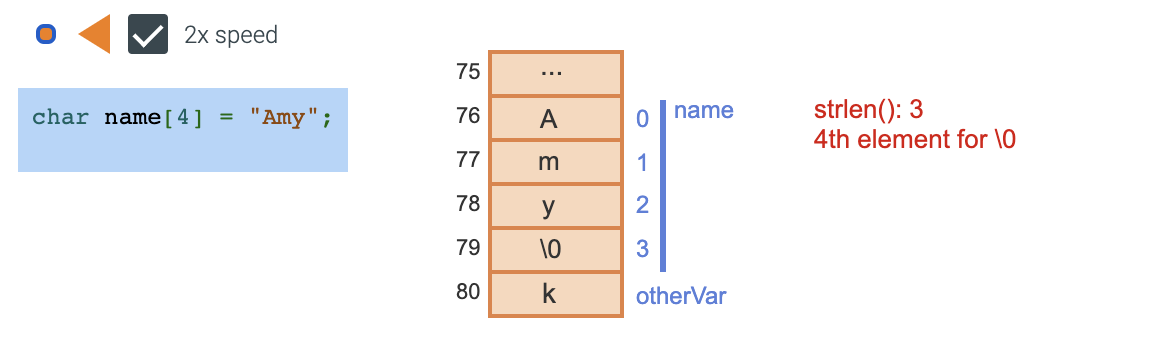 2x speed
char name[4] = "Amy";
75 ...
76 A 0 name
77 m 1
78 y 2
79 \0 3
80 k otherVar
strlen(): 3
4th element for \0